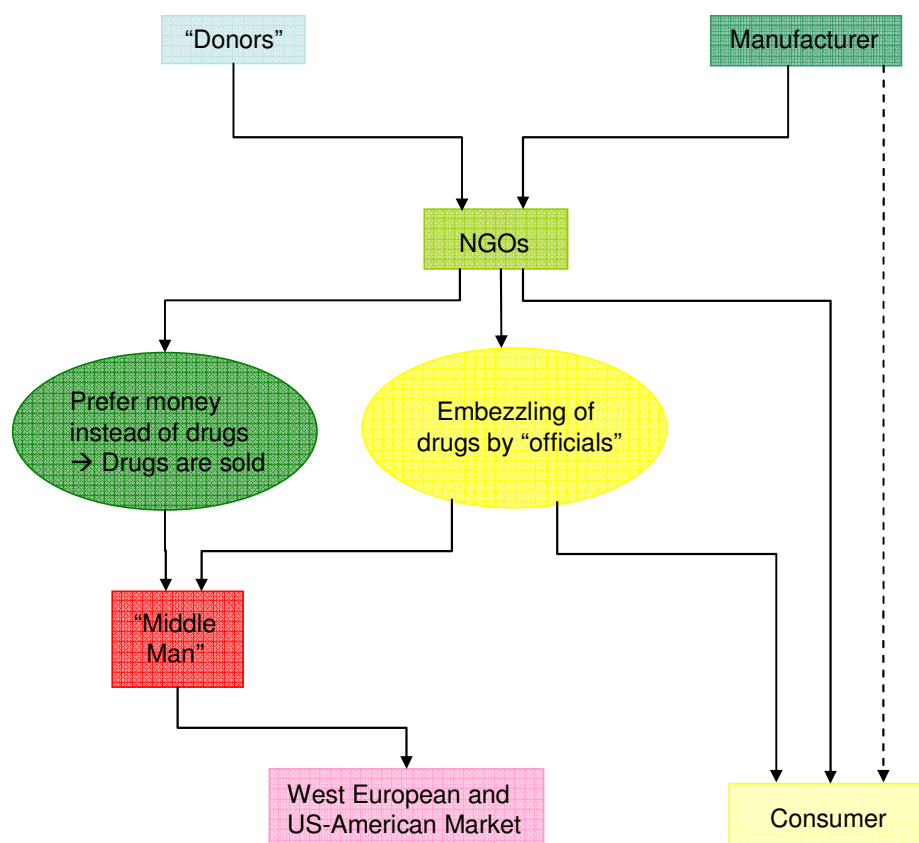 “Donors”
Manufacturer
NGOs
Prefer money
instead of drugs
→ Drugs are sold
Embezzling of
drugs by “officials”
“Middle
Man”
West European and
US-American Market
Consumer